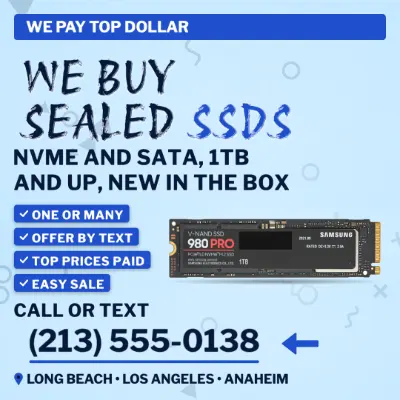 WE PAY TOP DOLLAR
WE BUY
SEALED SSDS
NVME AND SATA, 1TB
AND UP, NEW IN THE BOX
ONE OR MANY
OFFER BY TEXT
TOP PRICES PAID
EASY SALE
V-NAND SSD
980 PRO
1TB
SAMSUNG
CALL OR TEXT
(213) 555-0138
LONG BEACH • LOS ANGELES • ANAHEIM